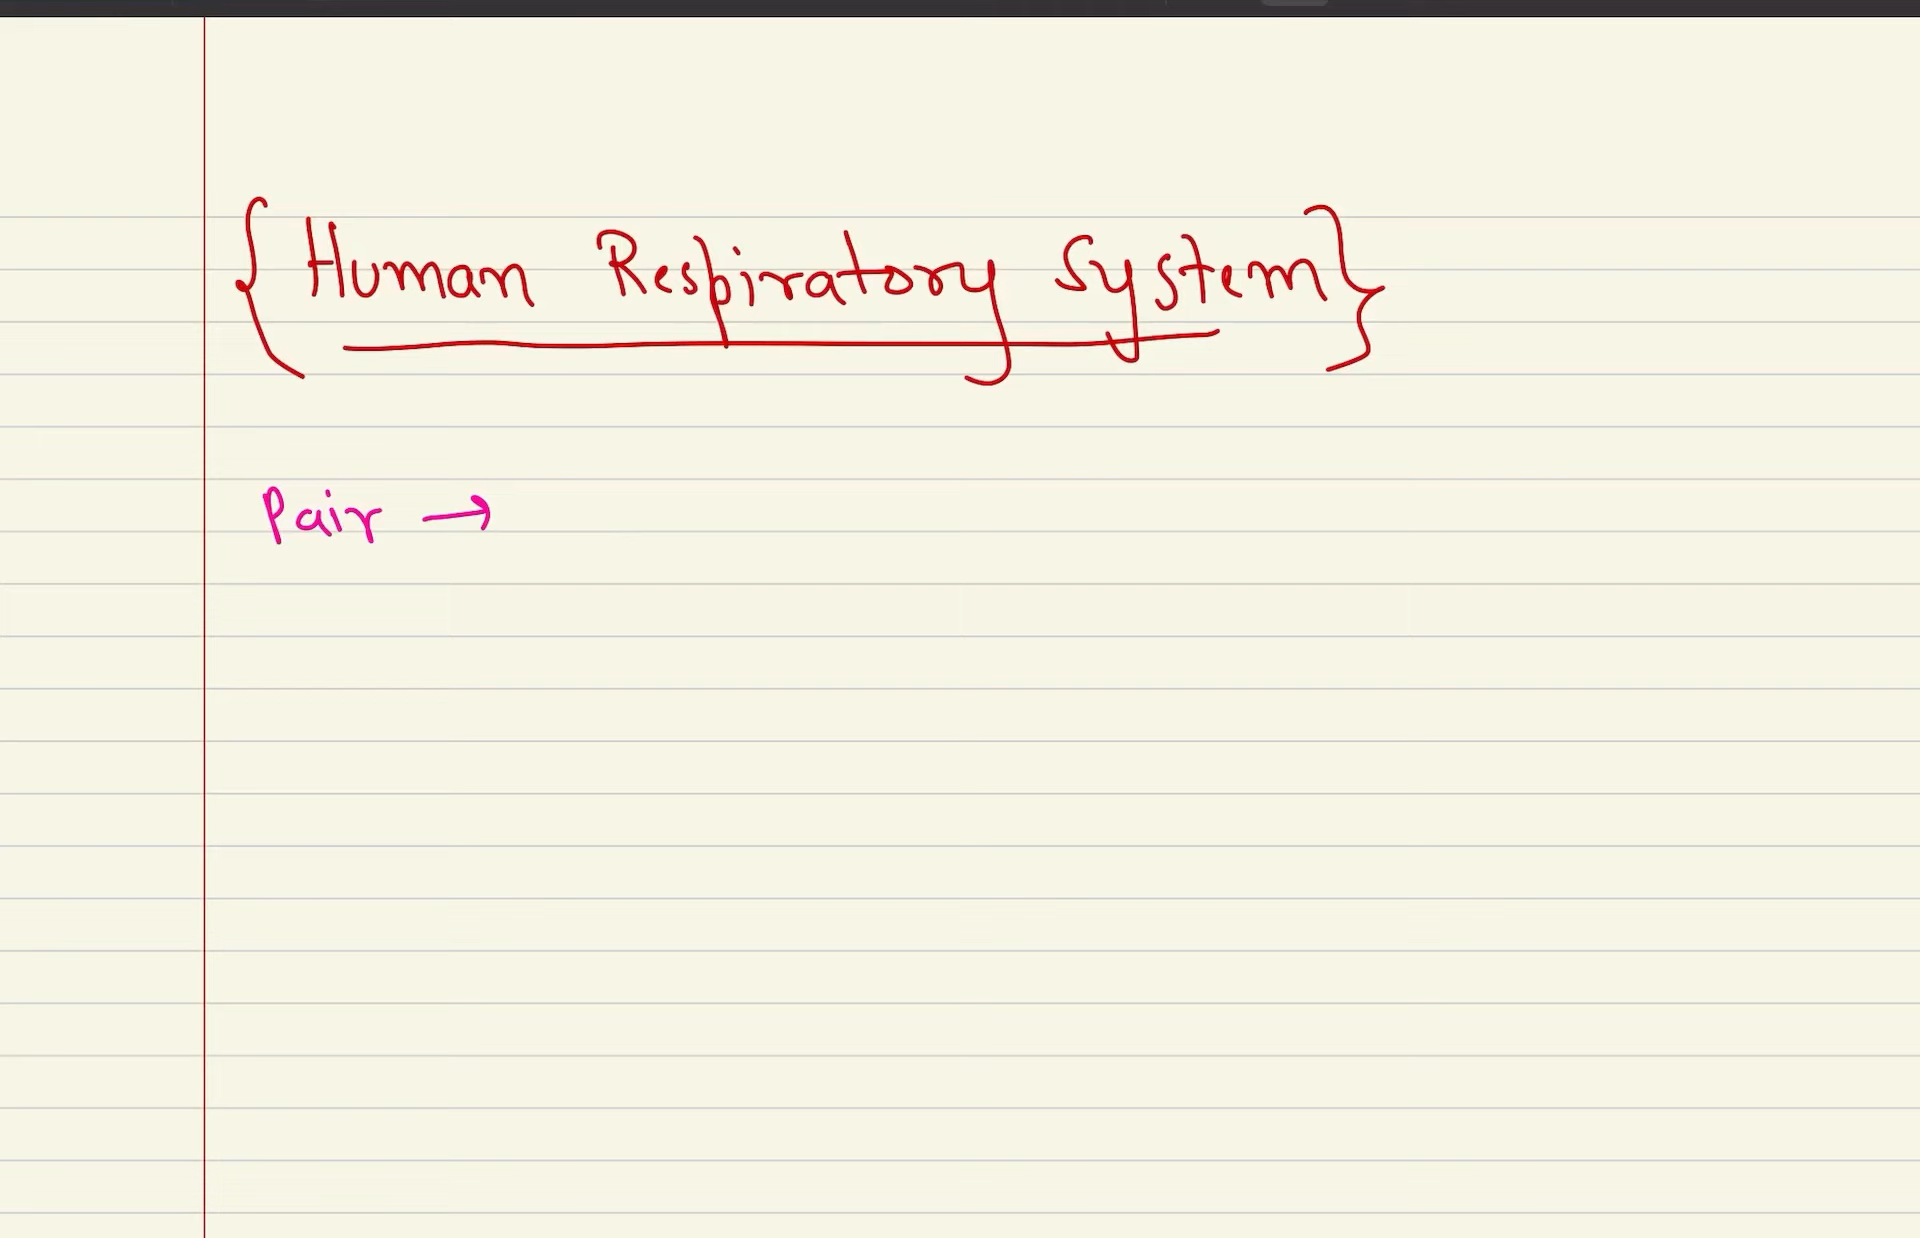 {Human Respiratory System}
Pair →